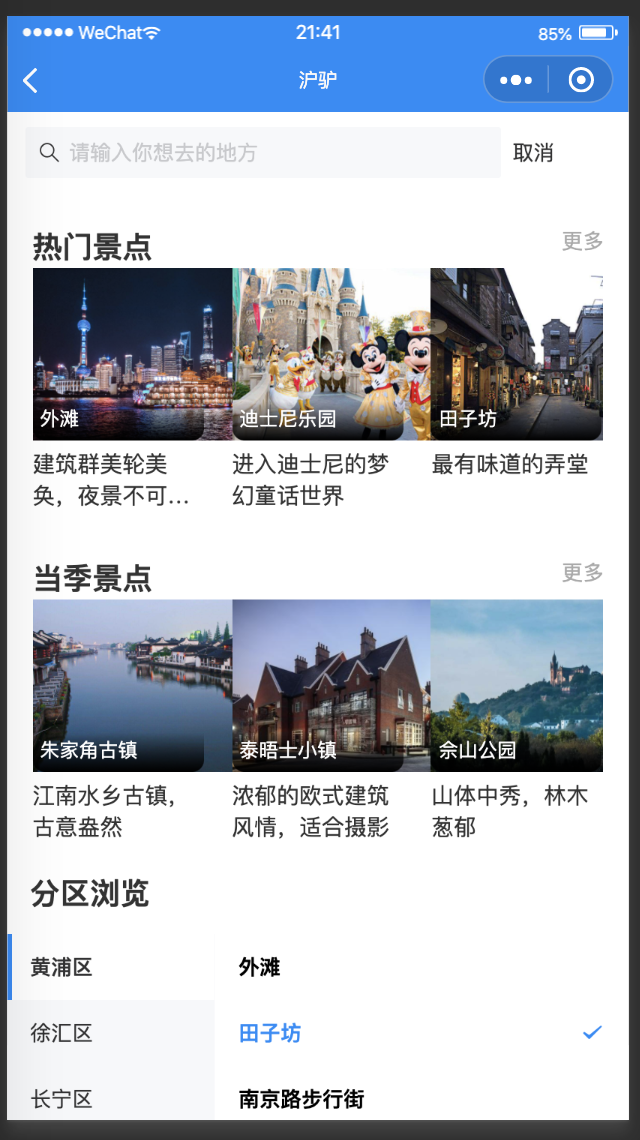 WeChat
21:41
85%
沪驴
请输入你想去的地方
取消
热门景点
更多
外滩
迪士尼乐园
田子坊
建筑群美轮美
奂，夜景不可...
进入迪士尼的梦
幻童话世界
最有味道的弄堂
当季景点
更多
朱家角古镇
泰晤士小镇
佘山公园
江南水乡古镇，
古意盎然
浓郁的欧式建筑
风情，适合摄影
山体中秀，林木
葱郁
分区浏览
黄浦区
外滩
徐汇区
田子坊
长宁区
南京路步行街